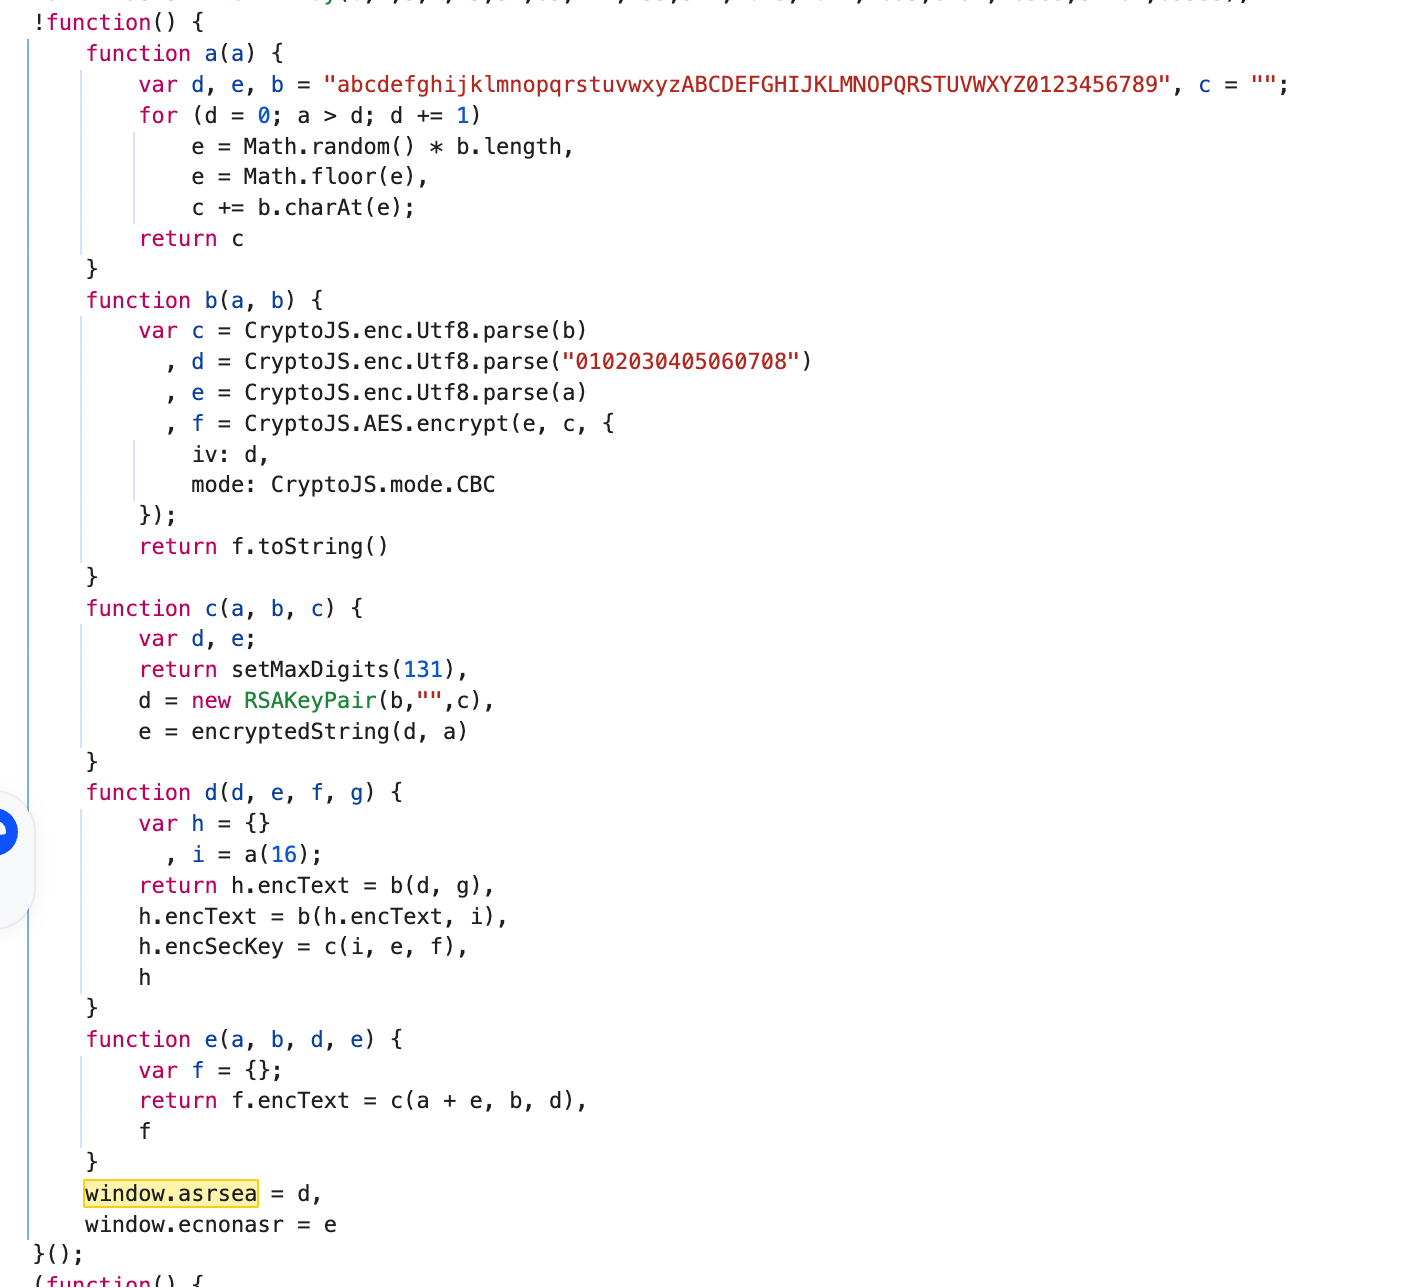 !function() {
    function a(a) {
        var d, e, b = "abcdefghijklmnopqrstuvwxyzABCDEFGHIJKLMNOPQRSTUVWXYZ0123456789", c = "";
        for (d = 0; a > d; d += 1)
            e = Math.random() * b.length,
            e = Math.floor(e),
            c += b.charAt(e);
        return c
    }
    function b(a, b) {
        var c = CryptoJS.enc.Utf8.parse(b)
          , d = CryptoJS.enc.Utf8.parse("0102030405060708")
          , e = CryptoJS.enc.Utf8.parse(a)
          , f = CryptoJS.AES.encrypt(e, c, {
            iv: d,
            mode: CryptoJS.mode.CBC
        });
        return f.toString()
    }
    function c(a, b, c) {
        var d, e;
        return setMaxDigits(131),
        d = new RSAKeyPair(b,"",c),
        e = encryptedString(d, a)
    }
    function d(d, e, f, g) {
        var h = {}
          , i = a(16);
        return h.encText = b(d, g),
        h.encText = b(h.encText, i),
        h.encSecKey = c(i, e, f),
        h
    }
    function e(a, b, d, e) {
        var f = {};
        return f.encText = c(a + e, b, d),
        f
    }
    window.asrsea = d,
    window.ecnonasr = e
}();
(function() {